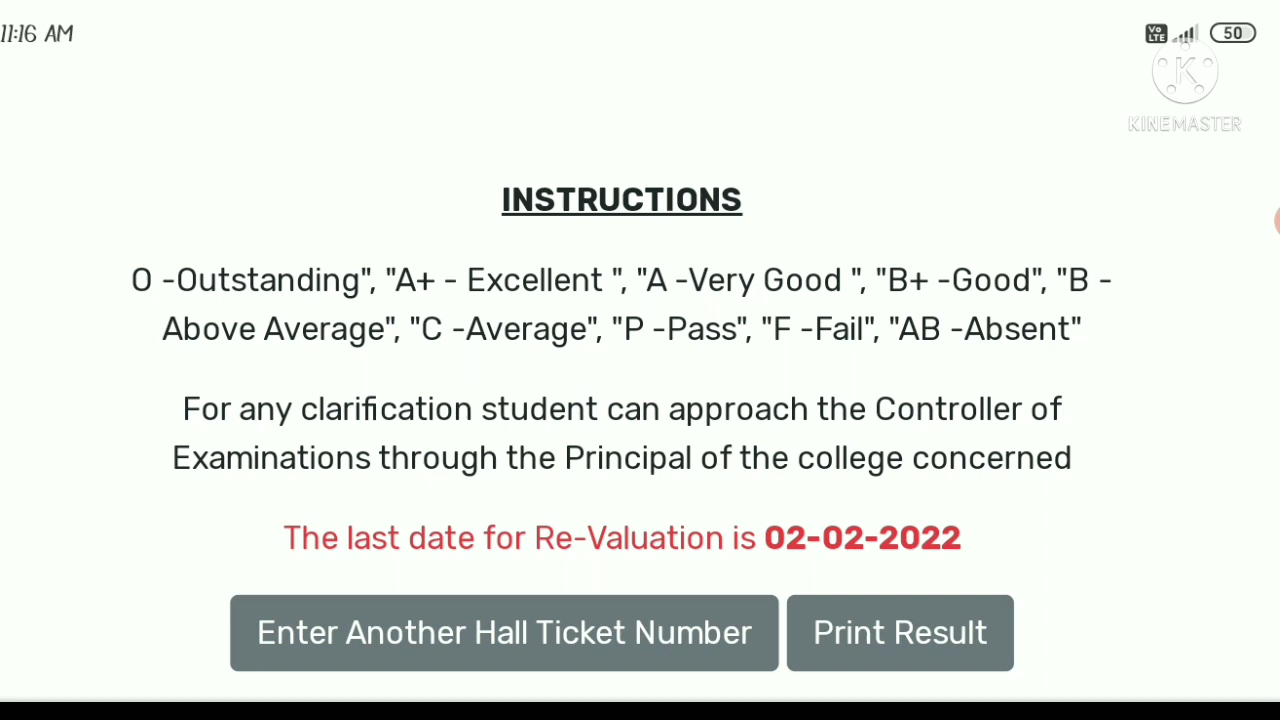 11:16 AM
Vo LTE
50
K
KINEMASTER
INSTRUCTIONS
O -Outstanding", "A+ - Excellent ", "A -Very Good ", "B+ -Good", "B -
Above Average", "C -Average", "P -Pass", "F -Fail", "AB -Absent"
For any clarification student can approach the Controller of
Examinations through the Principal of the college concerned
The last date for Re-Valuation is 02-02-2022
Enter Another Hall Ticket Number Print Result